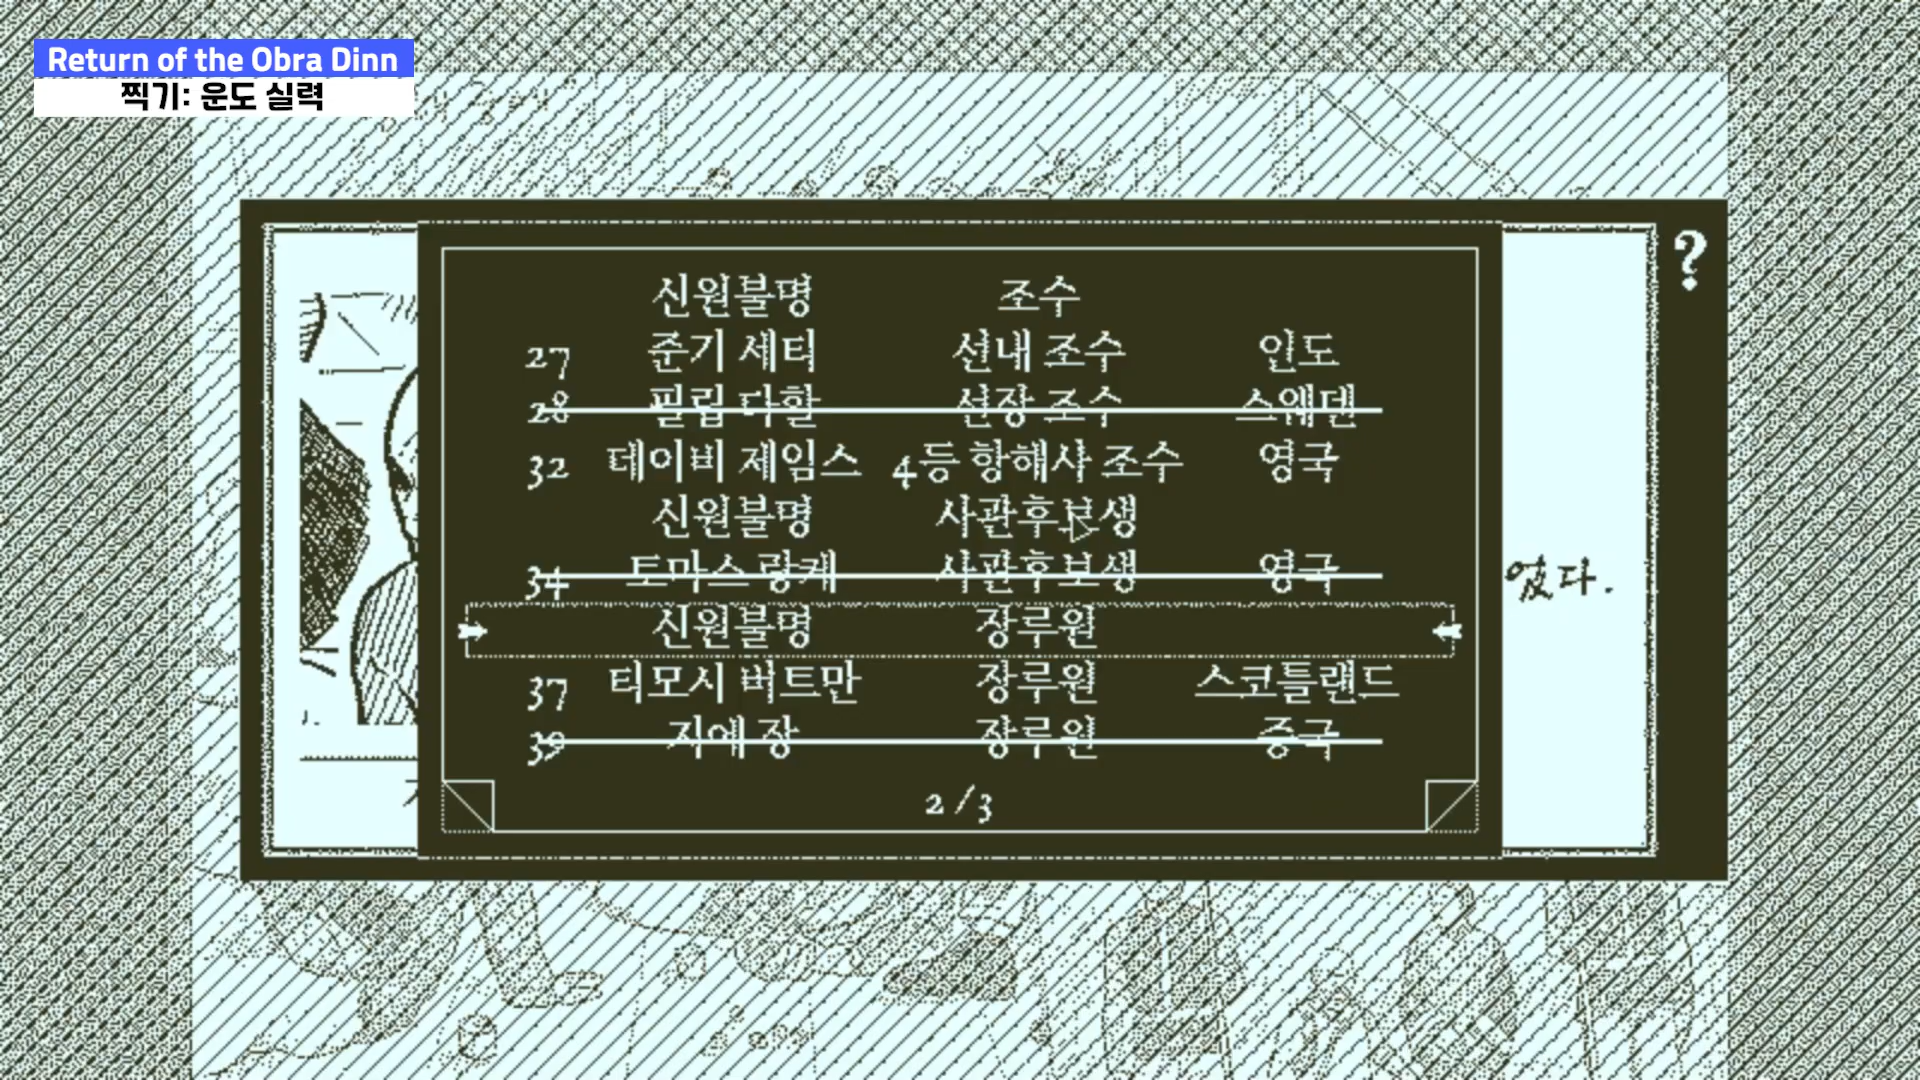 Return of the Obra Dinn
찍기: 운도 실력
?
신원불명 조수
27 준기 세티 선내 조수 인도
28 필립 다할 선장 조수 스웨덴
32 데이비 제임스 4등 항해사 조수 영국
신원불명 사관후보생
34 토마스 랑케 사관후보생 영국
었다.
신원불명 장루원
37 티모시 버트만 장루원 스코틀랜드
39 지에 장 장루원 중국
2/3